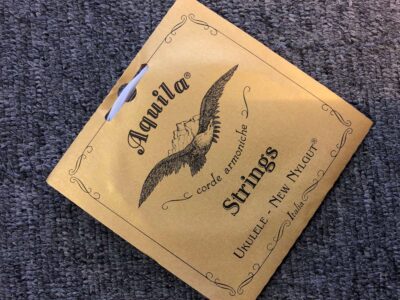 Aquila®
corde armoniche
Strings
UKULELE - NEW NYLGUT®
Italia